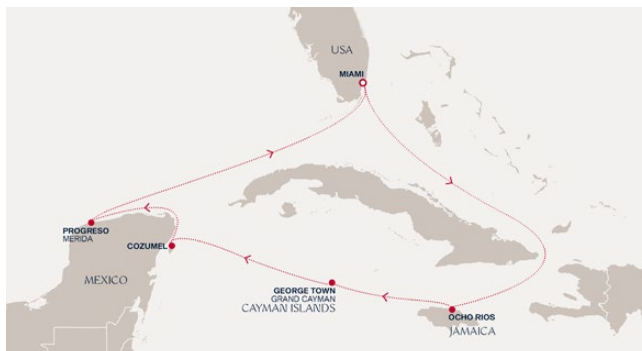 USA
MIAMI
PROGRESO
MERIDA
COZUMEL
MEXICO
GEORGE TOWN
GRAND CAYMAN
CAYMAN ISLANDS
OCHO RIOS
JAMAICA